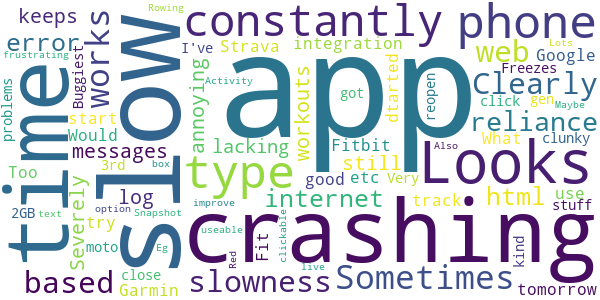 Rowing
keeps
constantly
phone
error
I've
Strava
integration
web
Google
frustrating
Buggiest
works
slow
app
Freezes
Lots
problems
time
start
annoying
Activity
workouts
got
dtarted
reopen
Clearly
click
gen
Maybe
Would
messages
lacking
or
Fitbit
still
reliance
What
clunky
Too
3rd
type
good
etc
Very
Also
Looks
Severely
log
box
internet
track
html
use
2GB
text
try
option
improve
crashing
stuff
based
moto
Snapshot
useable
Fit
clickable
kind
close
Eg
slowness
Red
live
Sometimes
tomorrow
Garmin